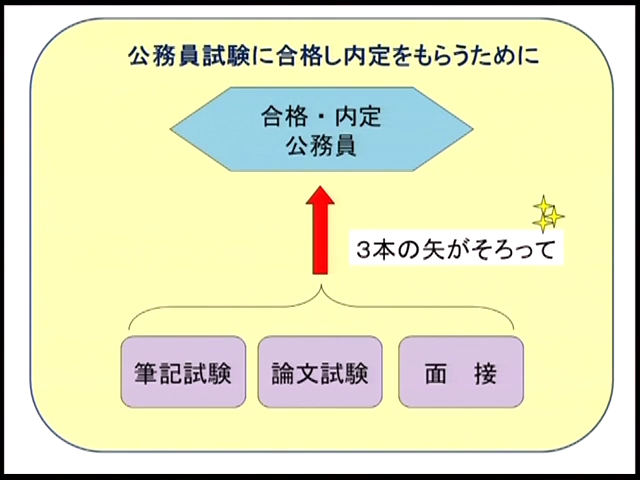 公務員試験に合格し内定をもらうために
合格・内定
公務員
3本の矢がそろって
筆記試験
論文試験
面　接